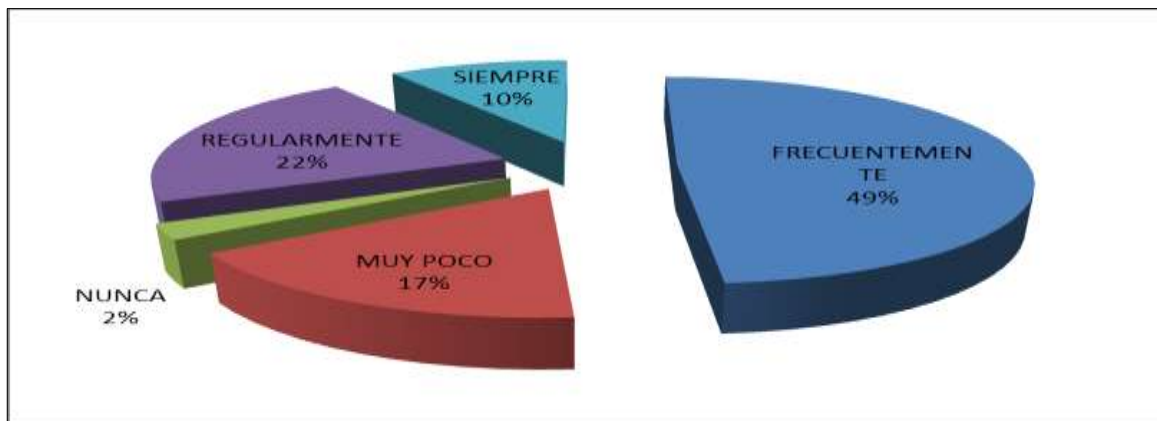 SIEMPRE
10%
REGULARMENTE
22%
FRECUENTEMEN
TE
49%
MUY POCO
17%
NUNCA
2%